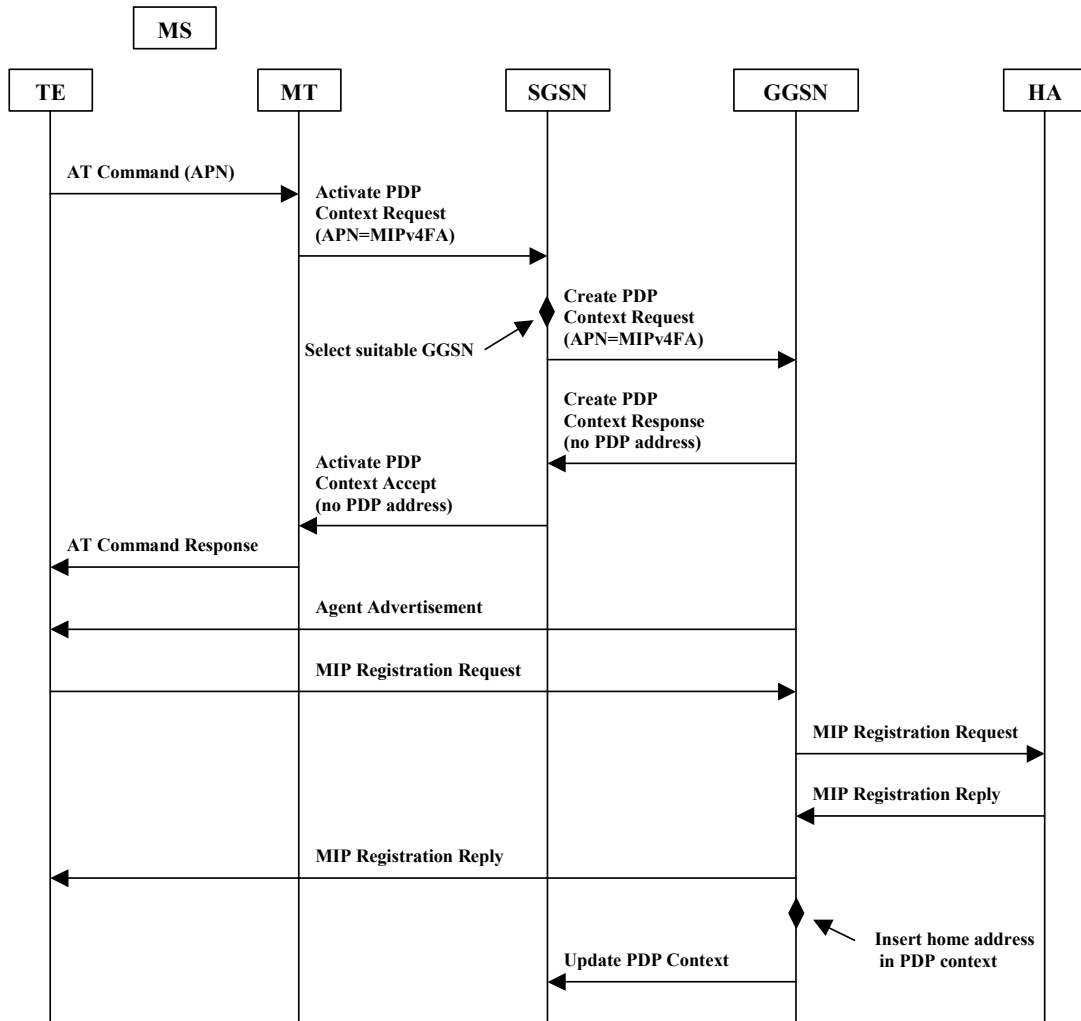 MS
TE
MT
SGSN
GGSN
HA
AT Command (APN)
Activate PDP
Context Request
(APN=MIPv4FA)
Create PDP
Context Request
(APN=MIPv4FA)
Select suitable GGSN
Create PDP
Context Response
(no PDP address)
Activate PDP
Context Accept
(no PDP address)
AT Command Response
Agent Advertisement
MIP Registration Request
MIP Registration Request
MIP Registration Reply
MIP Registration Reply
Insert home address
in PDP context
Update PDP Context